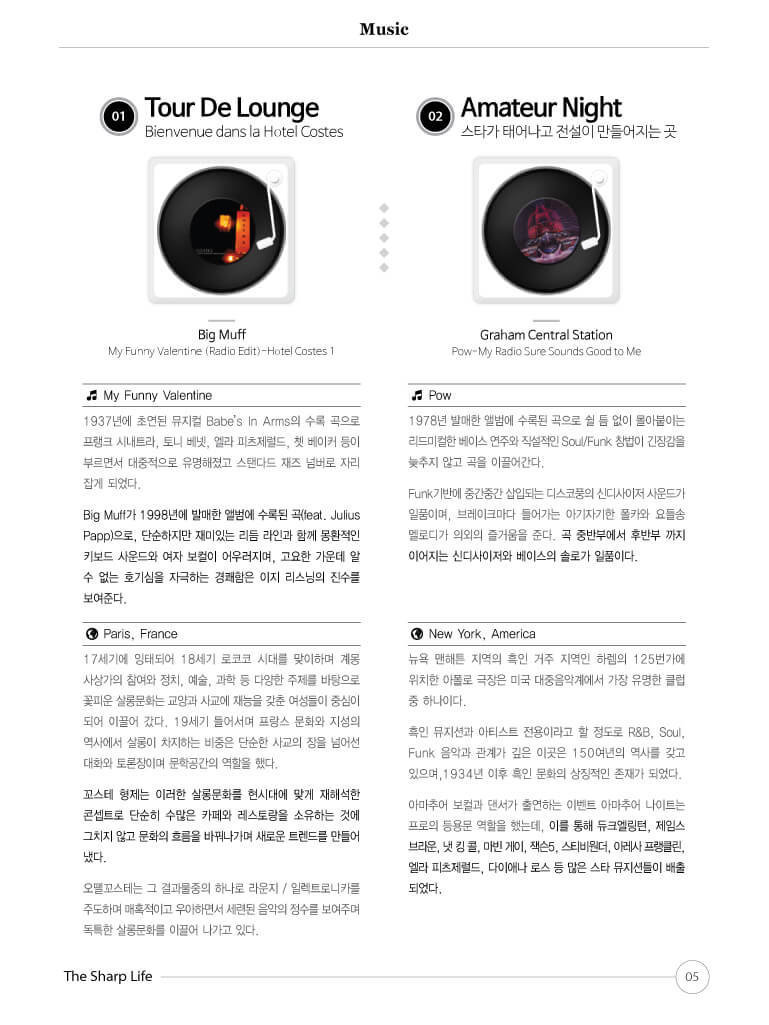 Music
01
Tour De Lounge
Bienvenue dans la Hotel Costes
Big Muff
My Funny Valentine (Radio Edit)-Hotel Costes 1
My Funny Valentine
1937년에 초연된 뮤지컬 Babe's In Arms의 수록 곡으로
프랭크 시내트라, 토니 베넷, 엘라 피츠제럴드, 쳇 베이커 등이
부르면서 대중적으로 유명해졌고 스탠다드 재즈 넘버로 자리
잡게 되었다.
Big Muff가 1998년에 발매한 앨범에 수록된 곡(feat. Julius
Papp)으로, 단순하지만 재미있는 리듬 라인과 함께 몽환적인
키보드 사운드와 여자 보컬이 어우러지며, 고요한 가운데 알
수 없는 호기심을 자극하는 경쾌함은 이지 리스닝의 진수를
보여준다.
Paris, France
17세기에 잉태되어 18세기 로코코 시대를 맞이하며 계몽
사상가의 참여와 정치, 예술, 과학 등 다양한 주제를 바탕으로
꽃피운 살롱문화는 교양과 사교에 재능을 갖춘 여성들이 중심이
되어 이끌어 갔다. 19세기 들어서며 프랑스 문화와 지성의
역사에서 살롱이 차지하는 비중은 단순한 사교의 장을 넘어선
대화와 토론장이며 문학공간의 역할을 했다.
꼬스테 형제는 이러한 살롱문화를 현시대에 맞게 재해석한
콘셉트로 단순히 수많은 카페와 레스토랑을 소유하는 것에
그치지 않고 문화의 흐름을 바꿔나가며 새로운 트렌드를 만들어
냈다.
오뗄꼬스테는 그 결과물중의 하나로 라운지 / 일렉트로니카를
주도하며 매혹적이고 우아하면서 세련된 음악의 정수를 보여주며
독특한 살롱문화를 이끌어 나가고 있다.
02
Amateur Night
스타가 태어나고 전설이 만들어지는 곳
Graham Central Station
Pow-My Radio Sure Sounds Good to Me
Pow
1978년 발매한 앨범에 수록된 곡으로 쉴 틈 없이 몰아붙이는
리드미컬한 베이스 연주와 직설적인 Soul/Funk 창법이 긴장감을
늦추지 않고 곡을 이끌어간다.
Funk기반에 중간중간 삽입되는 디스코풍의 신디사이저 사운드가
일품이며, 브레이크마다 들어가는 아기자기한 폴카와 요들송
멜로디가 의외의 즐거움을 준다. 곡 중반부에서 후반부 까지
이어지는 신디사이저와 베이스의 솔로가 일품이다.
New York, America
뉴욕 맨해튼 지역의 흑인 거주 지역인 하렘의 125번가에
위치한 아폴로 극장은 미국 대중음악계에서 가장 유명한 클럽
중 하나이다.
흑인 뮤지션과 아티스트 전용이라고 할 정도로 R&B, Soul,
Funk 음악과 관계가 깊은 이곳은 150여년의 역사를 갖고
있으며,1934년 이후 흑인 문화의 상징적인 존재가 되었다.
아마추어 보컬과 댄서가 출연하는 이벤트 아마추어 나이트는
프로의 등용문 역할을 했는데, 이를 통해 듀크엘링턴, 제임스
브라운, 냇 킹 콜, 마빈 게이, 잭슨5, 스티비원더, 아레사 프랭클린,
엘라 피츠제럴드, 다이애나 로스 등 많은 스타 뮤지션들이 배출
되었다.
The Sharp Life
05